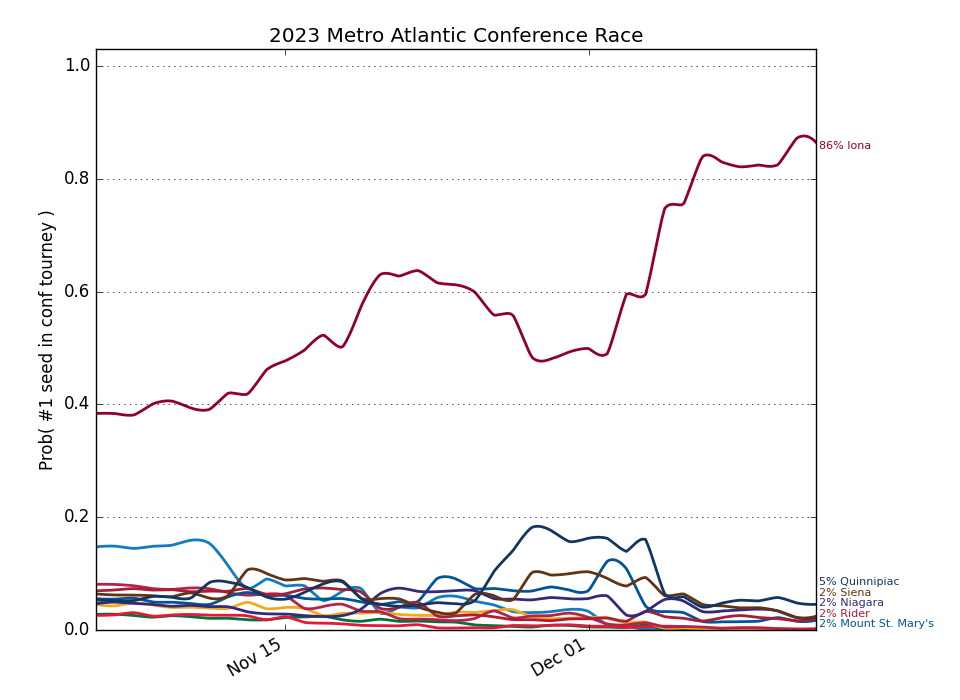 2023 Metro Atlantic Conference Race
Prob( #1 seed in conf tourney )
1.0
0.8
0.6
0.4
0.2
0.0
Nov 15
Dec 01
86% Iona
5% Quinnipiac
2% Siena
2% Niagara
2% Rider
2% Mount St. Mary's